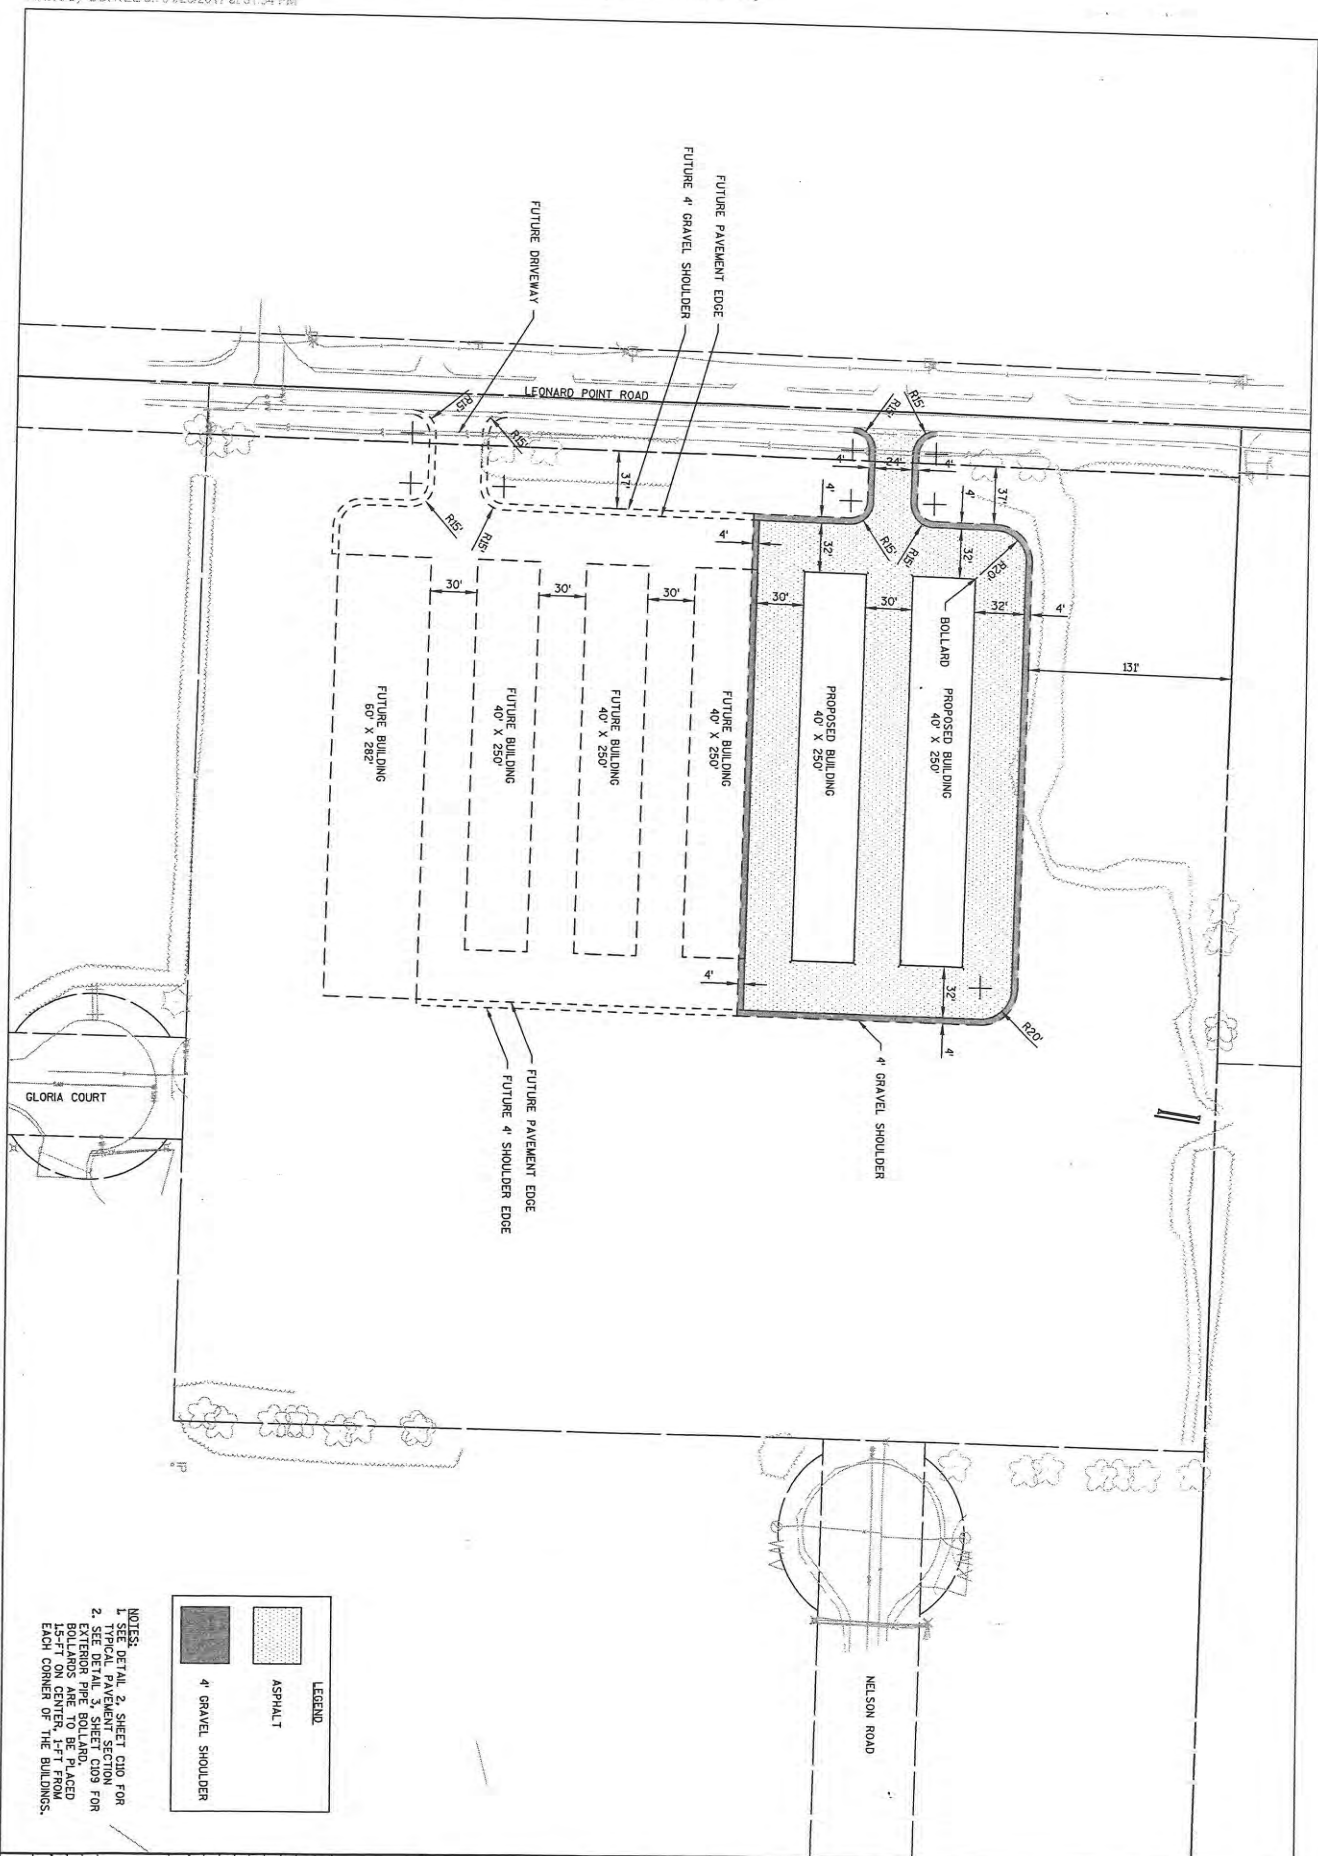 FUTURE DRIVEWAY
FUTURE 4' GRAVEL SHOULDER
FUTURE PAVEMENT EDGE
LEONARD POINT ROAD
R15'
R15'
R15'
R15'
R15'
R15'
R15'
R15'
37'
4'
24'
4'
37'
4'
4'
4'
32'
32'
R20'
30'
30'
30'
30'
30'
32'
4'
131'
BOLLARD
FUTURE BUILDING
60' X 282'
FUTURE BUILDING
40' X 250'
FUTURE BUILDING
40' X 250'
FUTURE BUILDING
40' X 250'
PROPOSED BUILDING
40' X 250'
PROPOSED BUILDING
40' X 250'
4'
32'
4'
R20'
4' GRAVEL SHOULDER
FUTURE PAVEMENT EDGE
FUTURE 4' SHOULDER EDGE
GLORIA COURT
NELSON ROAD
IP
LEGEND
ASPHALT
4' GRAVEL SHOULDER
NOTES:
1. SEE DETAIL 2, SHEET C110 FOR
TYPICAL PAVEMENT SECTION
2. SEE DETAIL 3, SHEET C109 FOR
EXTERIOR PIPE BOLLARD.
BOLLARDS ARE TO BE PLACED
1.5-FT ON CENTER, 1-FT FROM
EACH CORNER OF THE BUILDINGS.